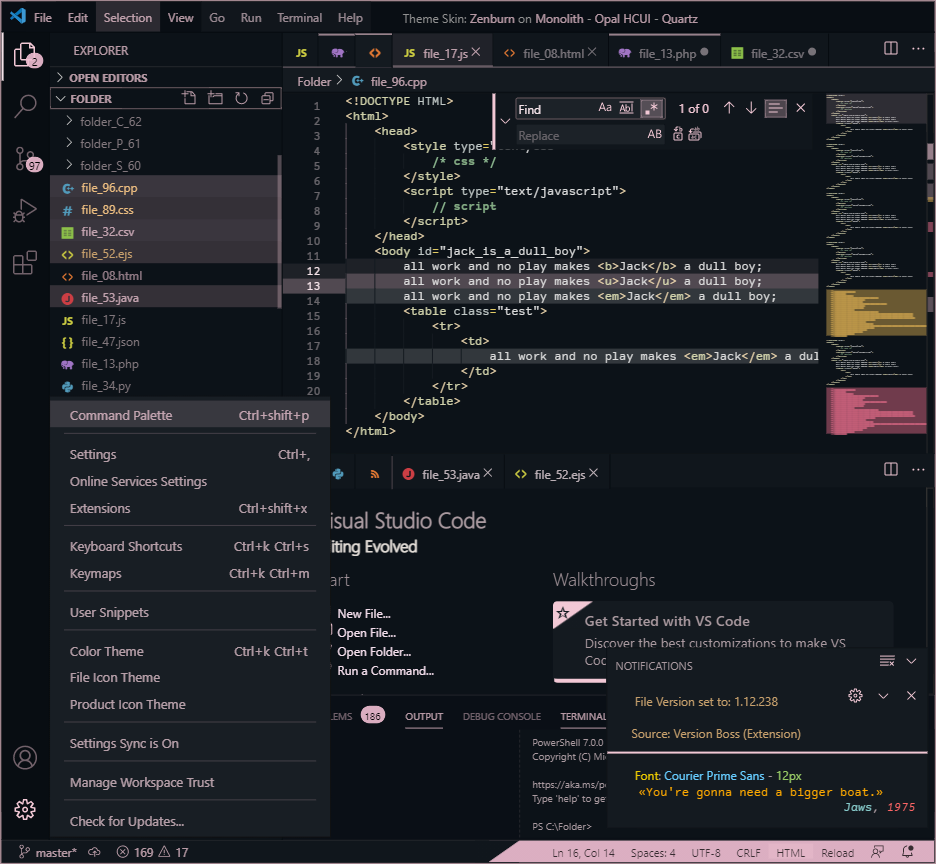 File Edit Selection View Go Run Terminal Help Theme Skin: Zenburn on Monolith - Opal HCUI - Quartz
2
EXPLORER
OPEN EDITORS
FOLDER
folder_C_62
folder_P_61
folder_S_60
file_96.cpp
file_89.css
file_32.csv
file_52.ejs
file_08.html
file_53.java
file_17.js
file_47.json
file_13.php
file_34.py
97
JS JS file_17.js file_08.html file_13.php file_32.csv
Folder > file_96.cpp
Find Aa Abl .* 1 of 0
Replace AB
1 <!DOCTYPE HTML>
2 <html>
3 <head>
4 <style type=
5 /* css */
6 </style>
7 <script type="text/javascript">
8 // script
9 </script>
10 </head>
11 <body id="jack_is_a_dull_boy">
12 all work and no play makes <b>Jack</b> a dull boy;
13 all work and no play makes <u>Jack</u> a dull boy;
14 all work and no play makes <em>Jack</em> a dull boy;
15 <table class="test">
16 <tr>
17 <td>
18 all work and no play makes <em>Jack</em> a dul
19 </td>
20 </tr>
</table>
</body>
</html>
Command Palette Ctrl+shift+p
Settings Ctrl+,
Online Services Settings
Extensions Ctrl+shift+x
Keyboard Shortcuts Ctrl+k Ctrl+s
Keymaps Ctrl+k Ctrl+m
User Snippets
Color Theme Ctrl+k Ctrl+t
File Icon Theme
Product Icon Theme
Settings Sync is On
Manage Workspace Trust
Check for Updates...
file_53.java file_52.ejs
isual Studio Code
iting Evolved
art
New File...
Open File...
Open Folder...
Run a Command...
Walkthroughs
Get Started with VS Code
Discover the best customizations to make VS
Coc
LEMS 186 OUTPUT DEBUG CONSOLE TERMINAL
PowerShell 7.0.0
Copyright (C) Mi
https://aka.ms/p
Type 'help' to ge
PS C:\Folder>
NOTIFICATIONS
File Version set to: 1.12.238
Source: Version Boss (Extension)
Font: Courier Prime Sans - 12px
«You're gonna need a bigger boat.»
Jaws, 1975
master* 169 17 Ln 16, Col 14 Spaces: 4 UTF-8 CRLF HTML Reload